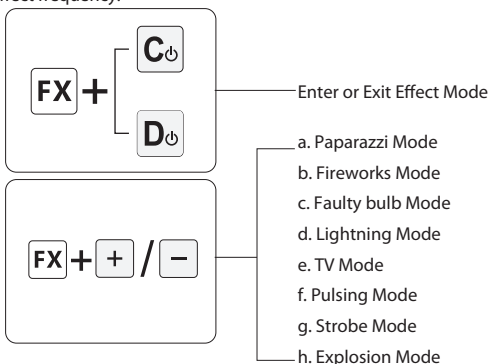 FX + C
D
Enter or Exit Effect Mode
a. Paparazzi Mode
b. Fireworks Mode
c. Faulty bulb Mode
d. Lightning Mode
FX + + / −
e. TV Mode
f. Pulsing Mode
g. Strobe Mode
h. Explosion Mode